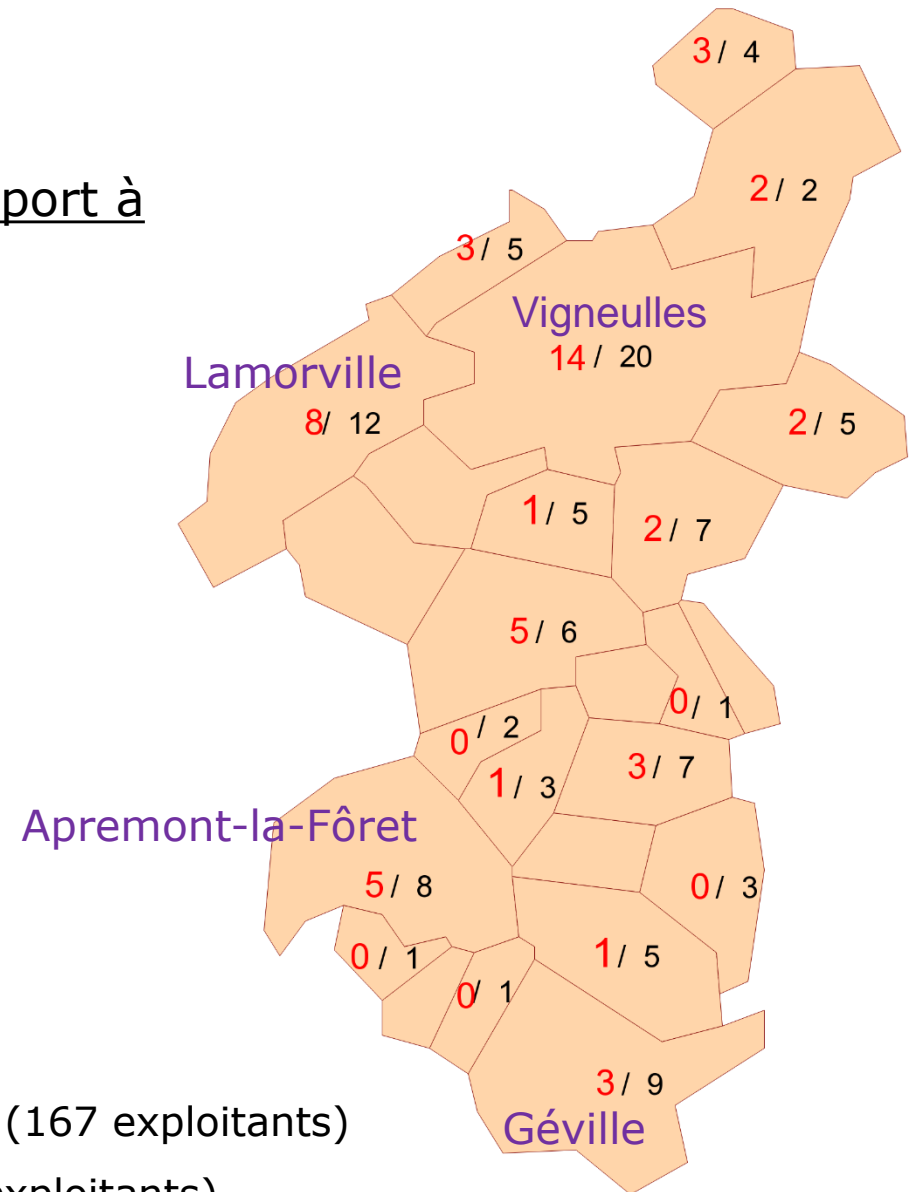 3 / 4
port à
2 / 2
3 / 5
Vigneulles
14 / 20
Lamorville
8 / 12
2 / 5
1 / 5
2 / 7
5 / 6
0 / 1
0 / 2
3 / 7
1 / 3
Apremont-la-Fôret
5 / 8
0 / 3
0 / 1
1 / 5
0 / 1
3 / 9
(167 exploitants)
Géville
exploitants)